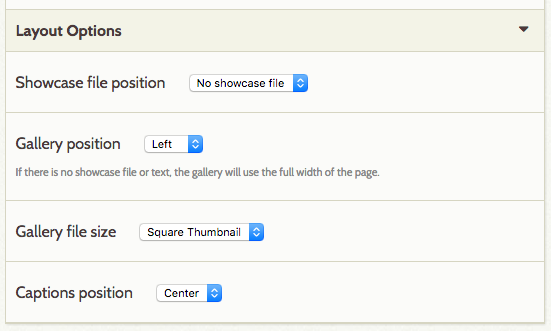 Layout Options
Showcase file position No showcase file
Gallery position Left
If there is no showcase file or text, the gallery will use the full width of the page.
Gallery file size Square Thumbnail
Captions position Center